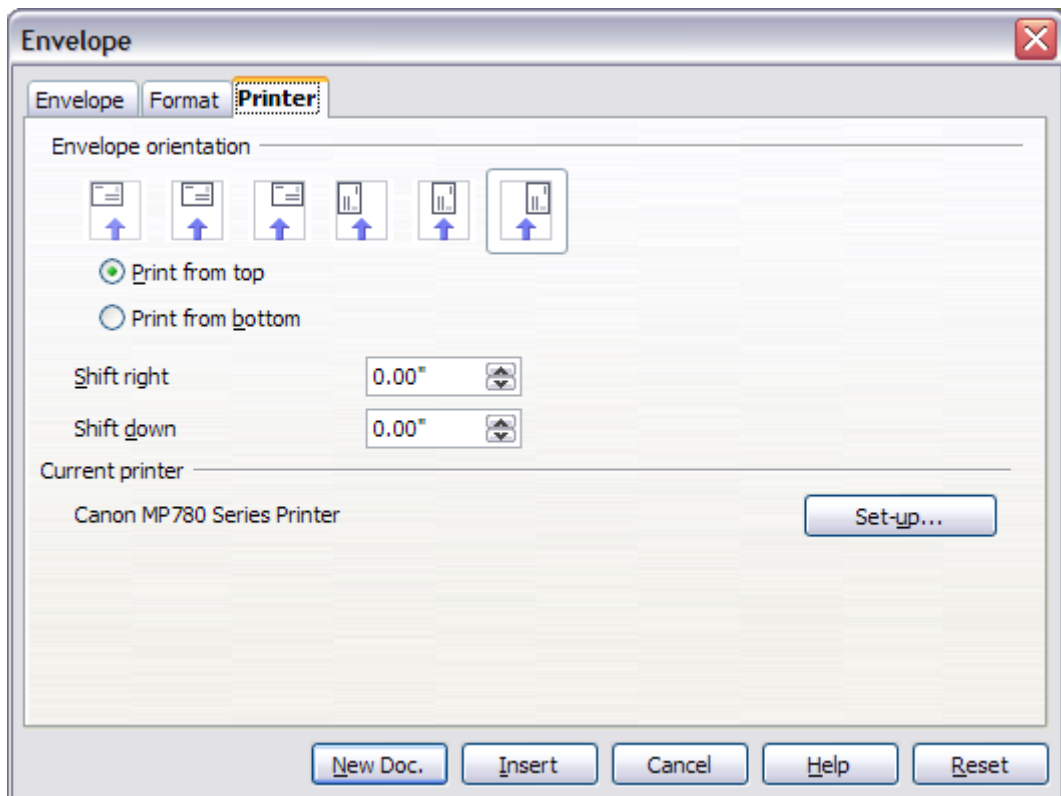 Envelope
Envelope Format Printer
Envelope orientation
Print from top
Print from bottom
Shift right 0.00"
Shift down 0.00"
Current printer
Canon MP780 Series Printer Set-up...
New Doc. Insert Cancel Help Reset